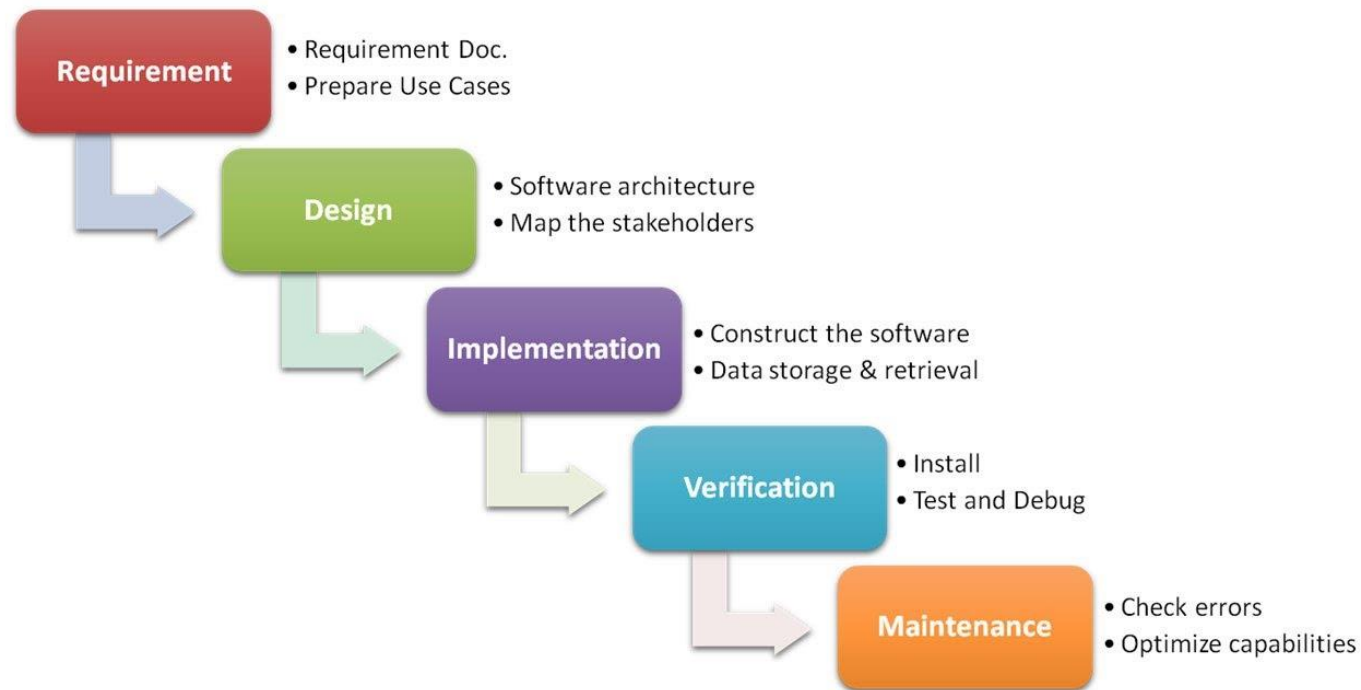 Requirement
• Requirement Doc.
• Prepare Use Cases
Design
• Software architecture
• Map the stakeholders
Implementation
• Construct the software
• Data storage & retrieval
Verification
• Install
• Test and Debug
Maintenance
• Check errors
• Optimize capabilities